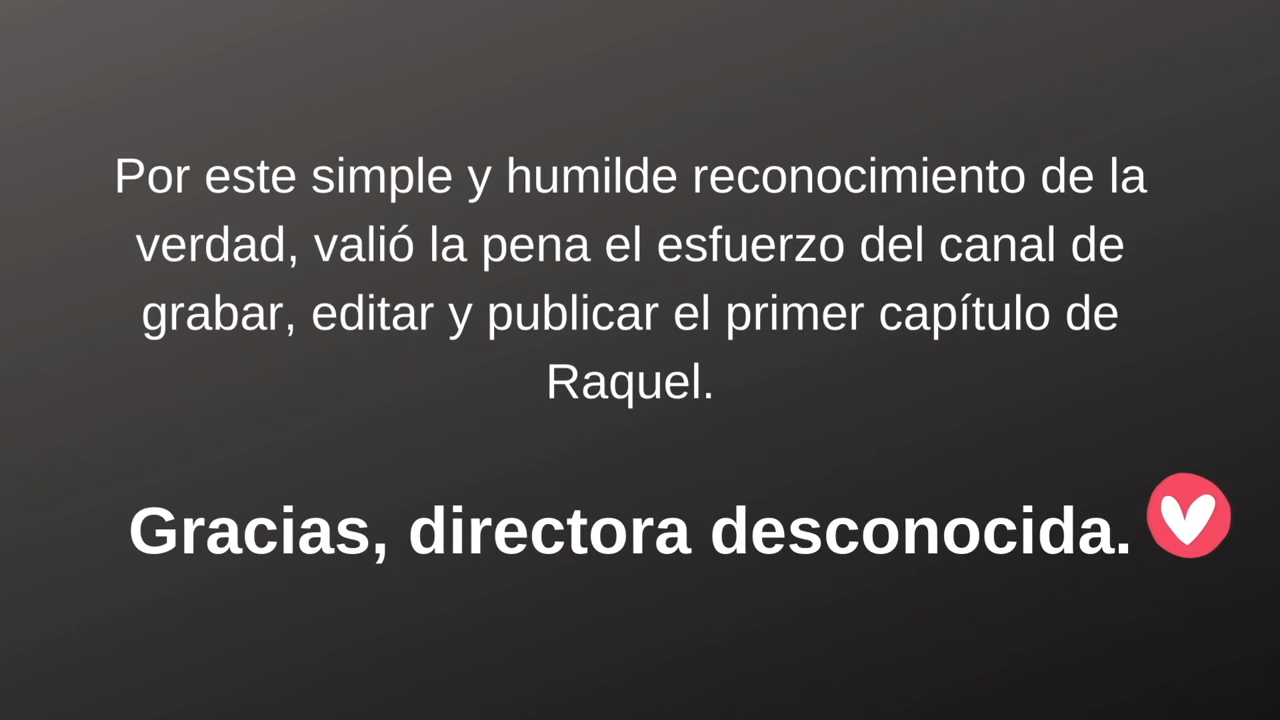 Por este simple y humilde reconocimiento de la
verdad, valió la pena el esfuerzo del canal de
grabar, editar y publicar el primer capítulo de
Raquel.
Gracias, directora desconocida.